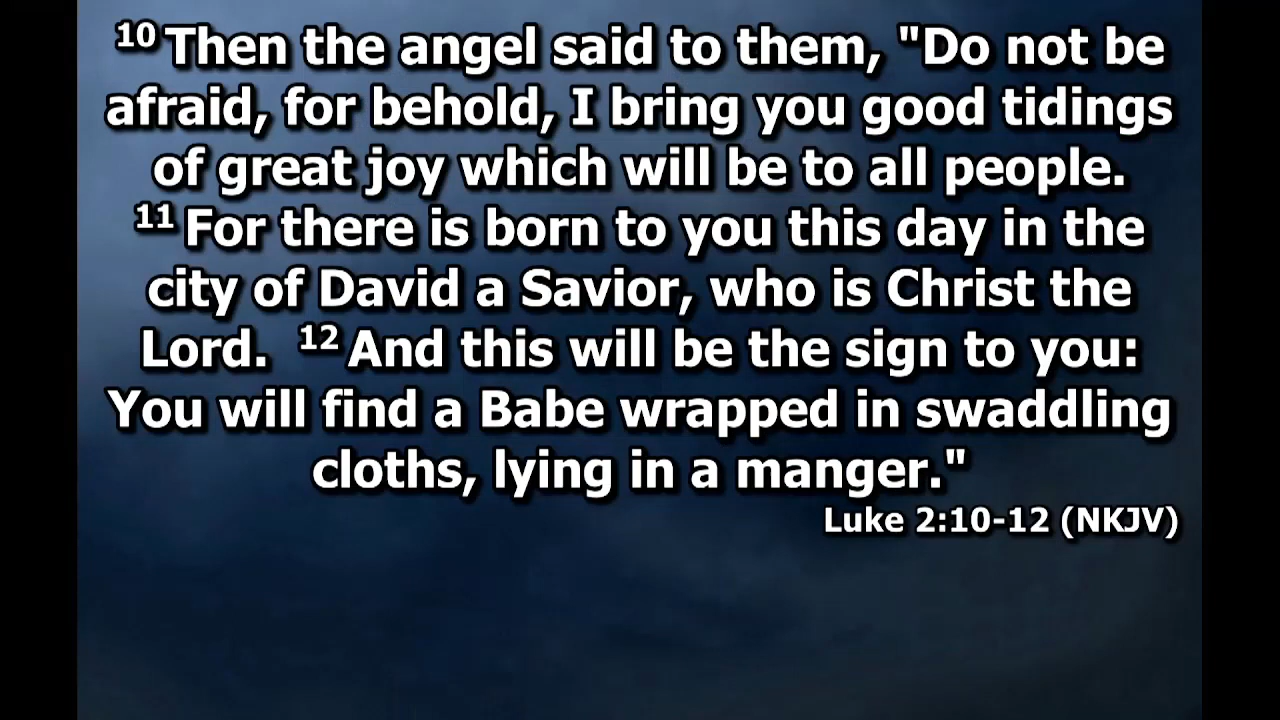 10 Then the angel said to them, "Do not be
afraid, for behold, I bring you good tidings
of great joy which will be to all people.
11 For there is born to you this day in the
city of David a Savior, who is Christ the
Lord. 12 And this will be the sign to you:
You will find a Babe wrapped in swaddling
cloths, lying in a manger."
Luke 2:10-12 (NKJV)